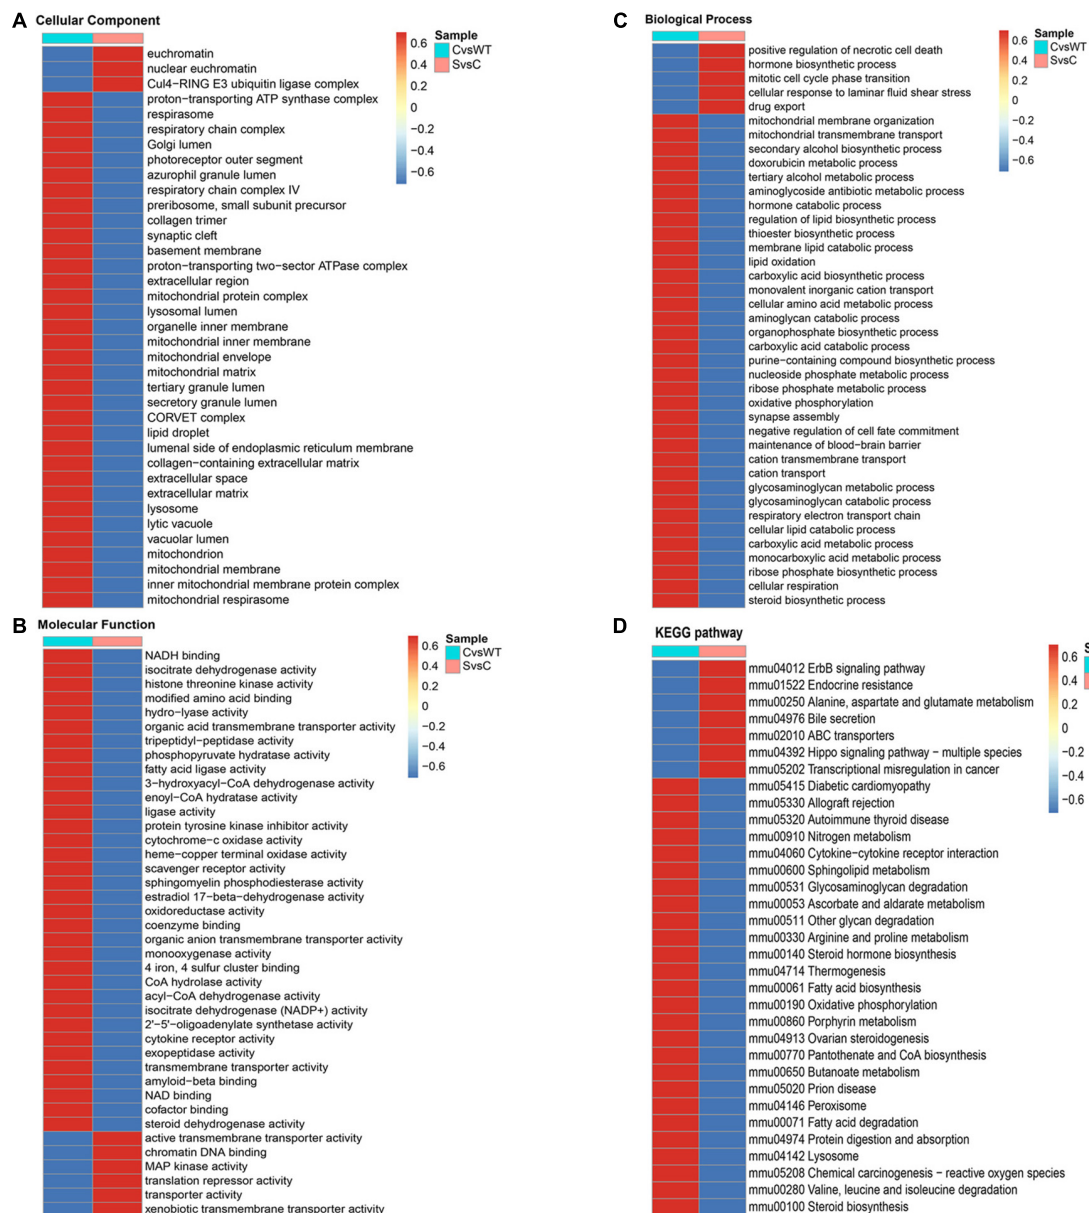 A Cellular Component
Sample
CvsWT
SvsC
0.6
0.4
0.2
0
−0.2
−0.4
−0.6
euchromatin
nuclear euchromatin
Cul4−RING E3 ubiquitin ligase complex
proton−transporting ATP synthase complex
respirasome
respiratory chain complex
Golgi lumen
photoreceptor outer segment
azurophil granule lumen
respiratory chain complex IV
preribosome, small subunit precursor
collagen trimer
synaptic cleft
basement membrane
proton−transporting two−sector ATPase complex
extracellular region
mitochondrial protein complex
lysosomal lumen
organelle inner membrane
mitochondrial inner membrane
mitochondrial envelope
mitochondrial matrix
tertiary granule lumen
secretory granule lumen
CORVET complex
lipid droplet
lumenal side of endoplasmic reticulum membrane
collagen−containing extracellular matrix
extracellular space
extracellular matrix
lysosome
lytic vacuole
vacuolar lumen
mitochondrion
mitochondrial membrane
inner mitochondrial membrane protein complex
mitochondrial respirasome
B Molecular Function
Sample
CvsWT
SvsC
0.6
0.4
0.2
0
−0.2
−0.4
−0.6
NADH binding
isocitrate dehydrogenase activity
histone threonine kinase activity
modified amino acid binding
hydro−lyase activity
organic acid transmembrane transporter activity
tripeptidyl−peptidase activity
phosphopyruvate hydratase activity
fatty acid ligase activity
3−hydroxyacyl−CoA dehydrogenase activity
enoyl−CoA hydratase activity
ligase activity
protein tyrosine kinase inhibitor activity
cytochrome−c oxidase activity
heme−copper terminal oxidase activity
scavenger receptor activity
sphingomyelin phosphodiesterase activity
estradiol 17−beta−dehydrogenase activity
oxidoreductase activity
coenzyme binding
organic anion transmembrane transporter activity
monooxygenase activity
4 iron, 4 sulfur cluster binding
CoA hydrolase activity
acyl−CoA dehydrogenase activity
isocitrate dehydrogenase (NADP+) activity
2'−5'−oligoadenylate synthetase activity
cytokine receptor activity
exopeptidase activity
transmembrane transporter activity
amyloid−beta binding
NAD binding
cofactor binding
steroid dehydrogenase activity
active transmembrane transporter activity
chromatin DNA binding
MAP kinase activity
translation repressor activity
transporter activity
xenobiotic transmembrane transporter activity
C Biological Process
Sample
CvsWT
SvsC
0.6
0.4
0.2
0
−0.2
−0.4
−0.6
positive regulation of necrotic cell death
hormone biosynthetic process
mitotic cell cycle phase transition
cellular response to laminar fluid shear stress
drug export
mitochondrial membrane organization
mitochondrial transmembrane transport
secondary alcohol biosynthetic process
doxorubicin metabolic process
tertiary alcohol metabolic process
aminoglycoside antibiotic metabolic process
hormone catabolic process
regulation of lipid biosynthetic process
thioester biosynthetic process
membrane lipid catabolic process
lipid oxidation
carboxylic acid biosynthetic process
monovalent inorganic cation transport
cellular amino acid metabolic process
aminoglycan catabolic process
organophosphate biosynthetic process
carboxylic acid catabolic process
purine−containing compound biosynthetic process
nucleoside phosphate metabolic process
ribose phosphate metabolic process
oxidative phosphorylation
synapse assembly
negative regulation of cell fate commitment
maintenance of blood−brain barrier
cation transmembrane transport
cation transport
glycosaminoglycan metabolic process
glycosaminoglycan catabolic process
respiratory electron transport chain
cellular lipid catabolic process
carboxylic acid metabolic process
monocarboxylic acid metabolic process
ribose phosphate biosynthetic process
cellular respiration
steroid biosynthetic process
D KEGG pathway
S
0.6
0.4
0.2
0
−0.2
−0.4
−0.6
mmu04012 ErbB signaling pathway
mmu01522 Endocrine resistance
mmu00250 Alanine, aspartate and glutamate metabolism
mmu04976 Bile secretion
mmu02010 ABC transporters
mmu04392 Hippo signaling pathway − multiple species
mmu05202 Transcriptional misregulation in cancer
mmu05415 Diabetic cardiomyopathy
mmu05330 Allograft rejection
mmu05320 Autoimmune thyroid disease
mmu00910 Nitrogen metabolism
mmu04060 Cytokine−cytokine receptor interaction
mmu00600 Sphingolipid metabolism
mmu00531 Glycosaminoglycan degradation
mmu00053 Ascorbate and aldarate metabolism
mmu00511 Other glycan degradation
mmu00330 Arginine and proline metabolism
mmu00140 Steroid hormone biosynthesis
mmu04714 Thermogenesis
mmu00061 Fatty acid biosynthesis
mmu00190 Oxidative phosphorylation
mmu00860 Porphyrin metabolism
mmu04913 Ovarian steroidogenesis
mmu00770 Pantothenate and CoA biosynthesis
mmu00650 Butanoate metabolism
mmu05020 Prion disease
mmu04146 Peroxisome
mmu00071 Fatty acid degradation
mmu04974 Protein digestion and absorption
mmu04142 Lysosome
mmu05208 Chemical carcinogenesis − reactive oxygen species
mmu00280 Valine, leucine and isoleucine degradation
mmu00100 Steroid biosynthesis